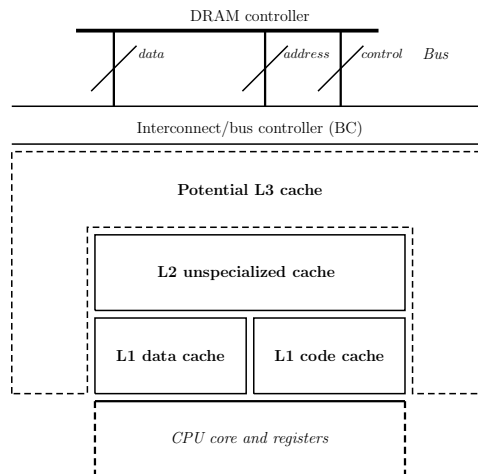 DRAM controller
data address control Bus
Interconnect/bus controller (BC)
Potential L3 cache
L2 unspecialized cache
L1 data cache L1 code cache
CPU core and registers